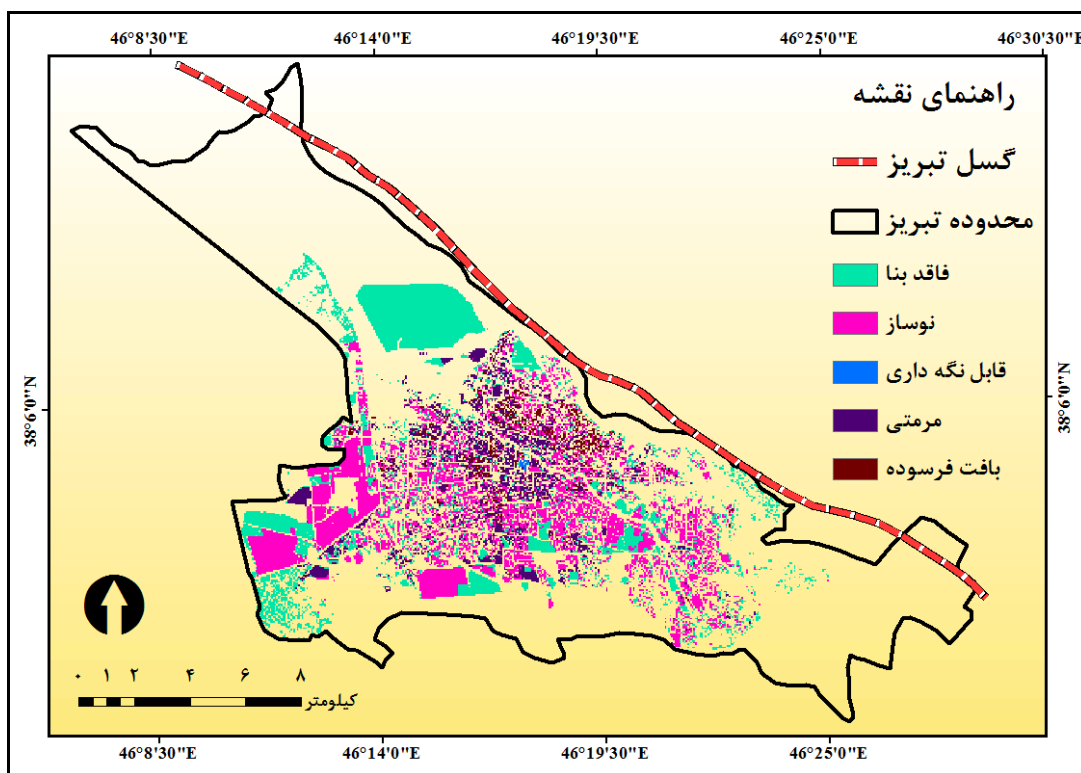 46°8'30"E 46°14'0"E 46°19'30"E 46°25'0"E 46°30'30"E
راهنمای نقشه
گسل تبریز
محدوده تبریز
فاقد بنا
نوساز
قابل نگه داری
مرمتی
بافت فرسوده
38°6'0"N
38°6'0"N
۰ ۱ ۲ ۴ ۶ ۸
کیلومتر
46°8'30"E 46°14'0"E 46°19'30"E 46°25'0"E